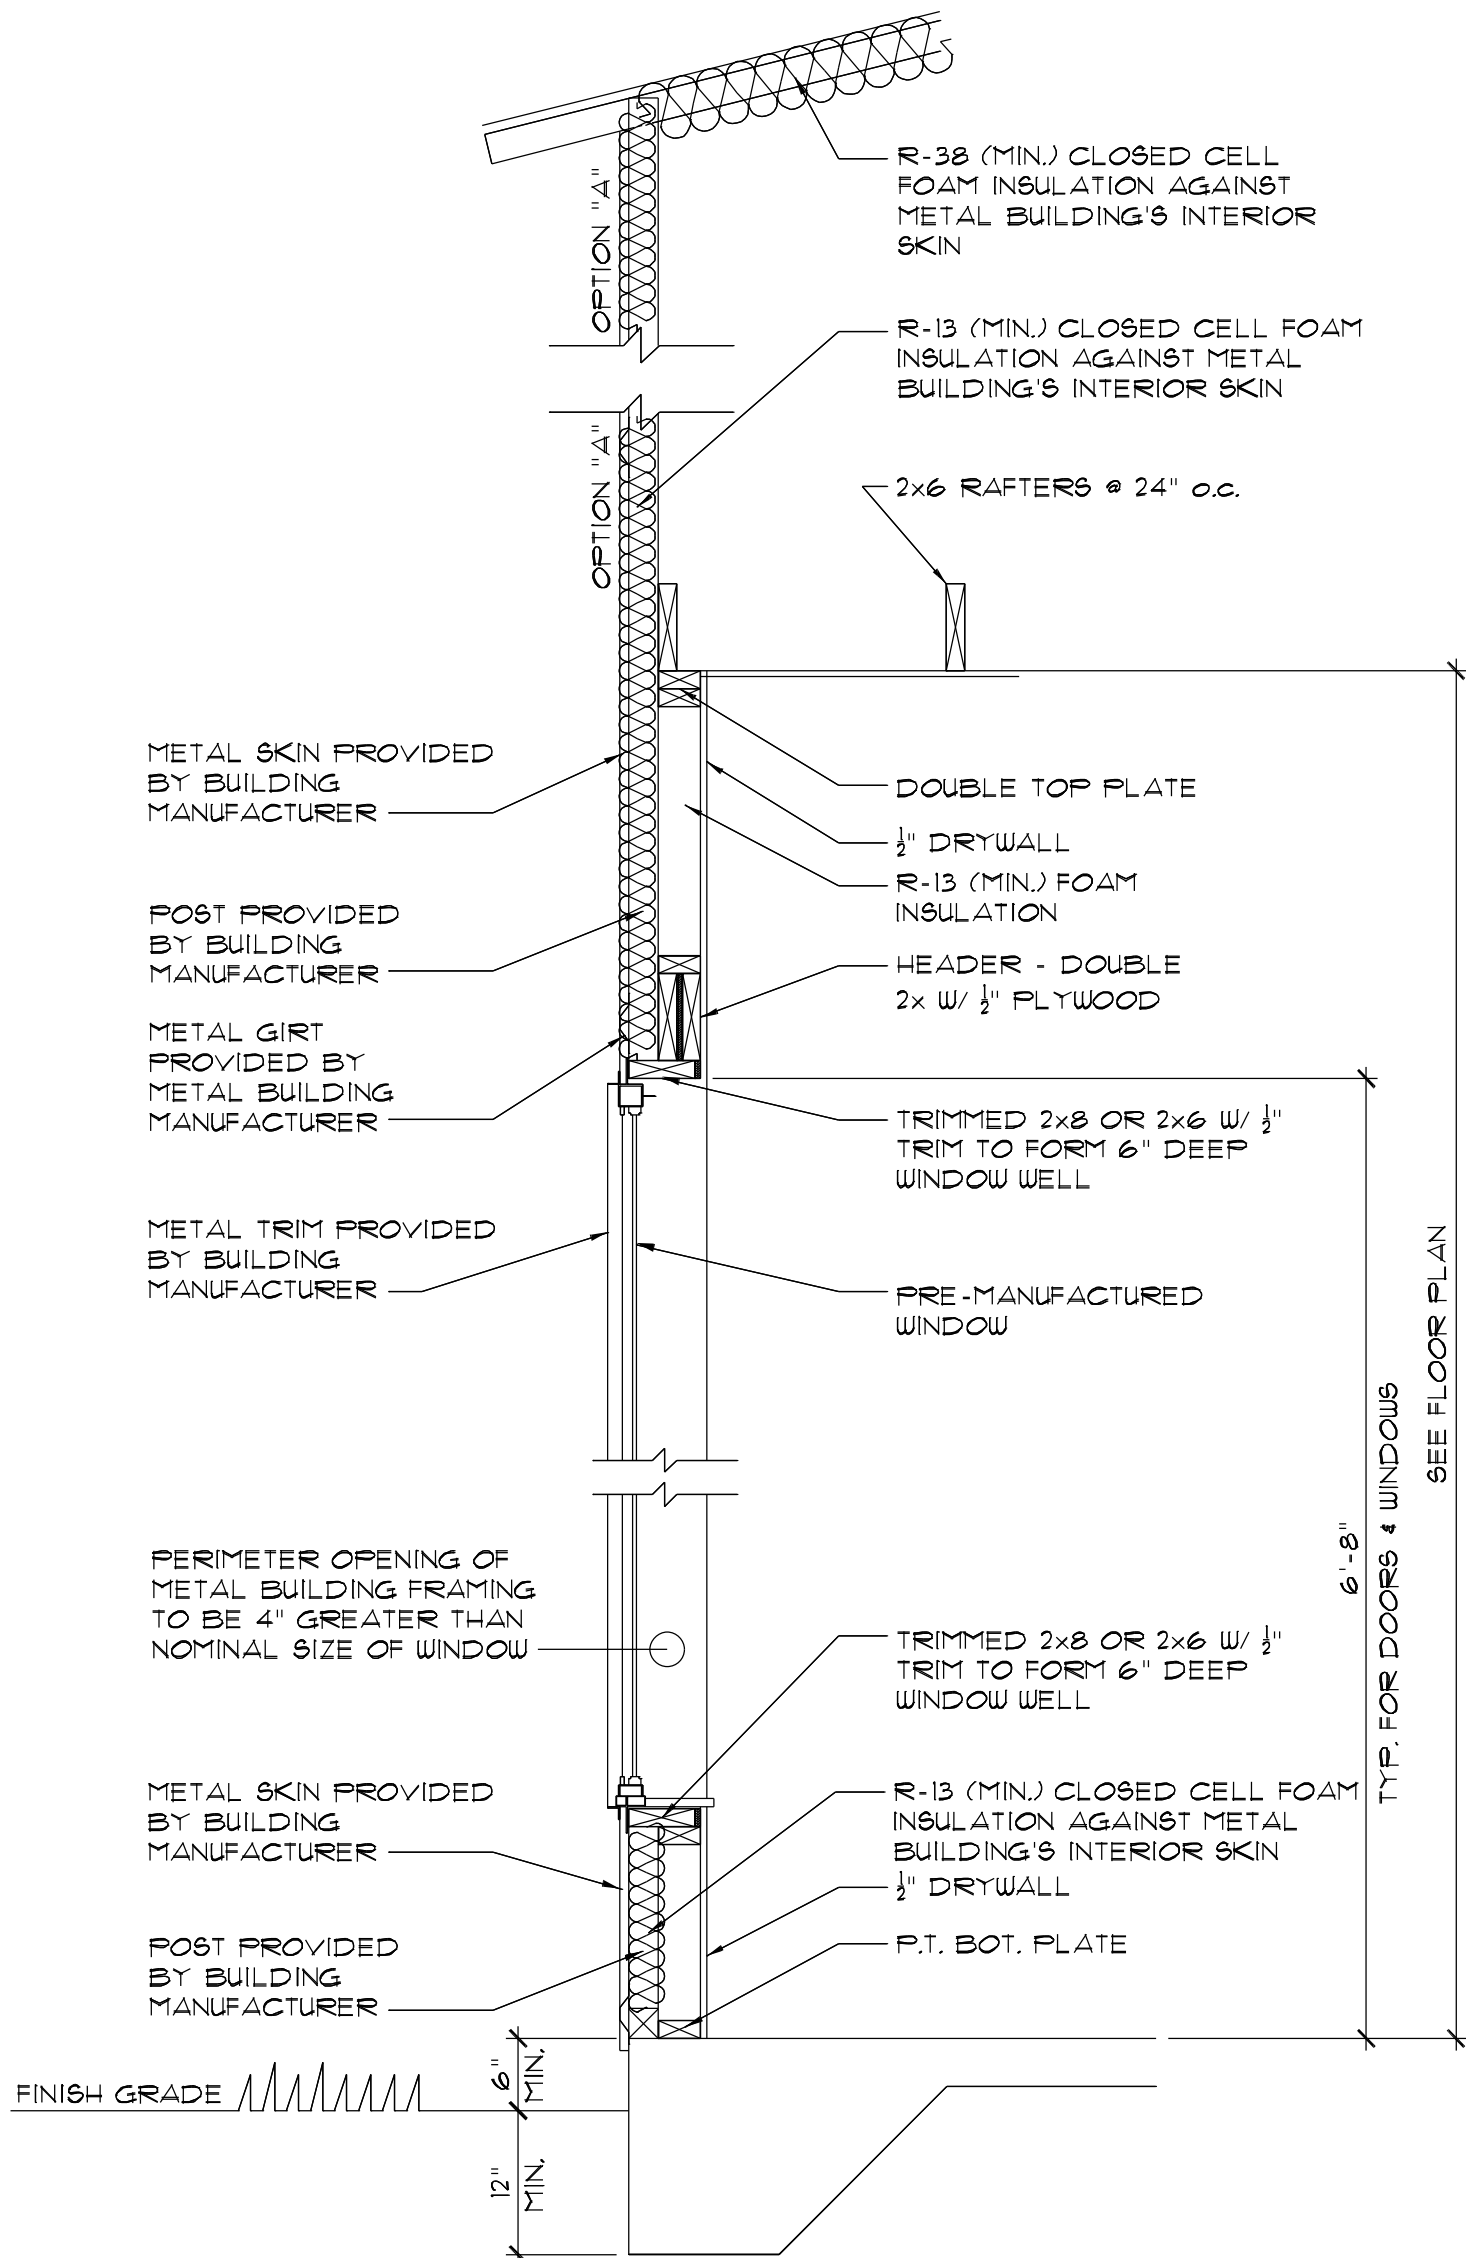 R-38 (MIN.) CLOSED CELL
FOAM INSULATION AGAINST
METAL BUILDING'S INTERIOR
SKIN
OPTION "A"
R-13 (MIN.) CLOSED CELL FOAM
INSULATION AGAINST METAL
BUILDING'S INTERIOR SKIN
OPTION "A"
2x6 RAFTERS @ 24" O.C.
METAL SKIN PROVIDED
BY BUILDING
MANUFACTURER
DOUBLE TOP PLATE
½" DRYWALL
R-13 (MIN.) FOAM
INSULATION
POST PROVIDED
BY BUILDING
MANUFACTURER
HEADER - DOUBLE
2x W/ ½" PLYWOOD
METAL GIRT
PROVIDED BY
METAL BUILDING
MANUFACTURER
TRIMMED 2x8 OR 2x6 W/ ½"
TRIM TO FORM 6" DEEP
WINDOW WELL
METAL TRIM PROVIDED
BY BUILDING
MANUFACTURER
PRE-MANUFACTURED
WINDOW
SEE FLOOR PLAN
6'-8"
TYP. FOR DOORS & WINDOWS
PERIMETER OPENING OF
METAL BUILDING FRAMING
TO BE 4" GREATER THAN
NOMINAL SIZE OF WINDOW
TRIMMED 2x8 OR 2x6 W/ ½"
TRIM TO FORM 6" DEEP
WINDOW WELL
METAL SKIN PROVIDED
BY BUILDING
MANUFACTURER
R-13 (MIN.) CLOSED CELL FOAM
INSULATION AGAINST METAL
BUILDING'S INTERIOR SKIN
½" DRYWALL
POST PROVIDED
BY BUILDING
MANUFACTURER
P.T. BOT. PLATE
6"
MIN.
FINISH GRADE
12"
MIN.